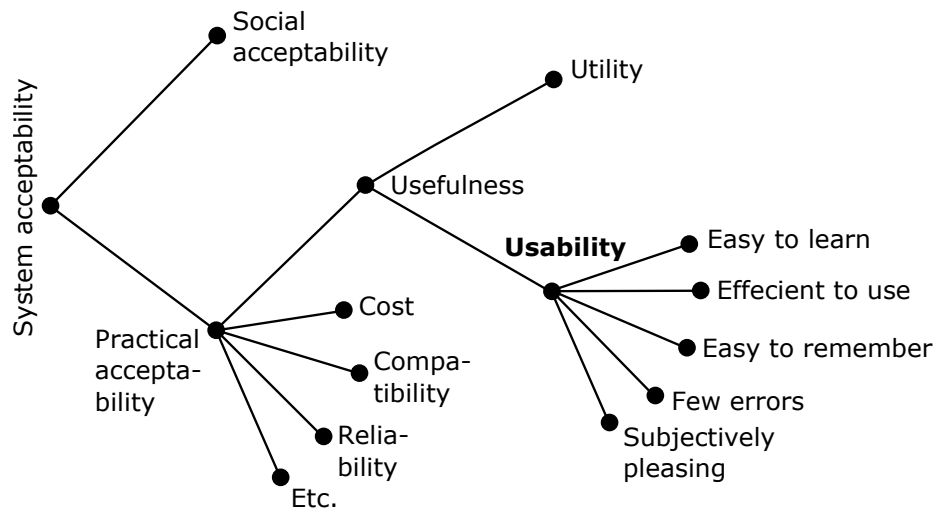 System acceptability
Social
acceptability
Practical
accepta-
bility
Usefulness
Utility
Usability
Easy to learn
Effecient to use
Easy to remember
Few errors
Subjectively
pleasing
Cost
Compa-
tibility
Relia-
bility
Etc.